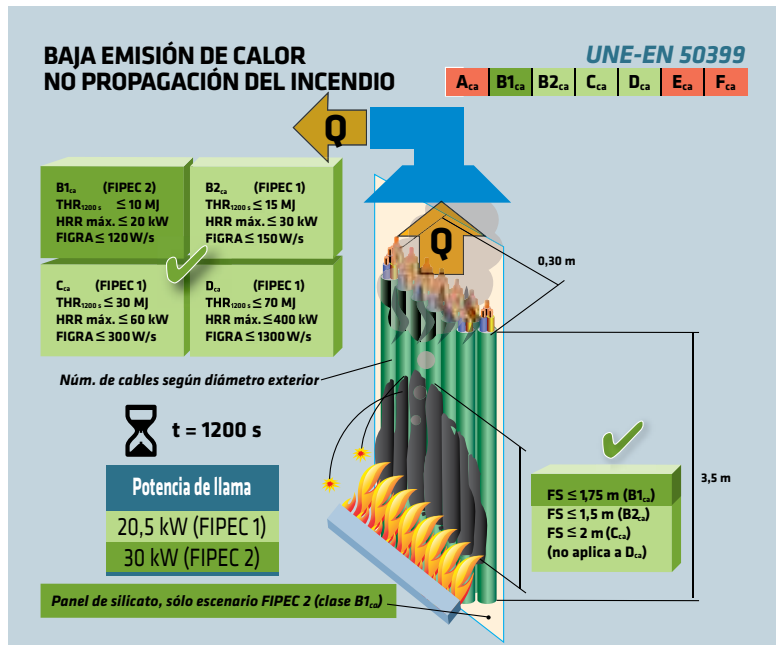 BAJA EMISIÓN DE CALOR
NO PROPAGACIÓN DEL INCENDIO
UNE-EN 50399
Aca B1ca B2ca Cca Dca Eca Fca
Q
Q
B1ca (FIPEC 2)
THR1200 s ≤ 10 MJ
HRR máx. ≤ 20 kW
FIGRA ≤ 120 W/s
B2ca (FIPEC 1)
THR1200 s ≤ 15 MJ
HRR máx. ≤ 30 kW
FIGRA ≤ 150 W/s
Cca (FIPEC 1)
THR1200 s ≤ 30 MJ
HRR máx. ≤ 60 kW
FIGRA ≤ 300 W/s
Dca (FIPEC 1)
THR1200 s ≤ 70 MJ
HRR máx. ≤400 kW
FIGRA ≤ 1300 W/s
0,30 m
Núm. de cables según diámetro exterior
t = 1200 s
Potencia de llama
20,5 kW (FIPEC 1)
30 kW (FIPEC 2)
3,5 m
FS ≤ 1,75 m (B1ca)
FS ≤ 1,5 m (B2ca)
FS ≤ 2 m (Cca)
(no aplica a Dca)
Panel de silicato, sólo escenario FIPEC 2 (clase B1ca)